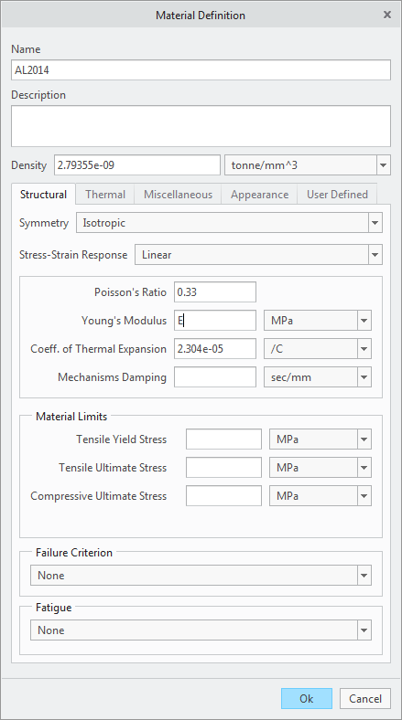 Material Definition
Name
AL2014
Description
Density 2.79355e-09 tonne/mm^3
Structural Thermal Miscellaneous Appearance User Defined
Symmetry Isotropic
Stress-Strain Response Linear
Poisson's Ratio 0.33
Young's Modulus E MPa
Coeff. of Thermal Expansion 2.304e-05 /C
Mechanisms Damping sec/mm
Material Limits
Tensile Yield Stress MPa
Tensile Ultimate Stress MPa
Compressive Ultimate Stress MPa
Failure Criterion
None
Fatigue
None
Ok Cancel